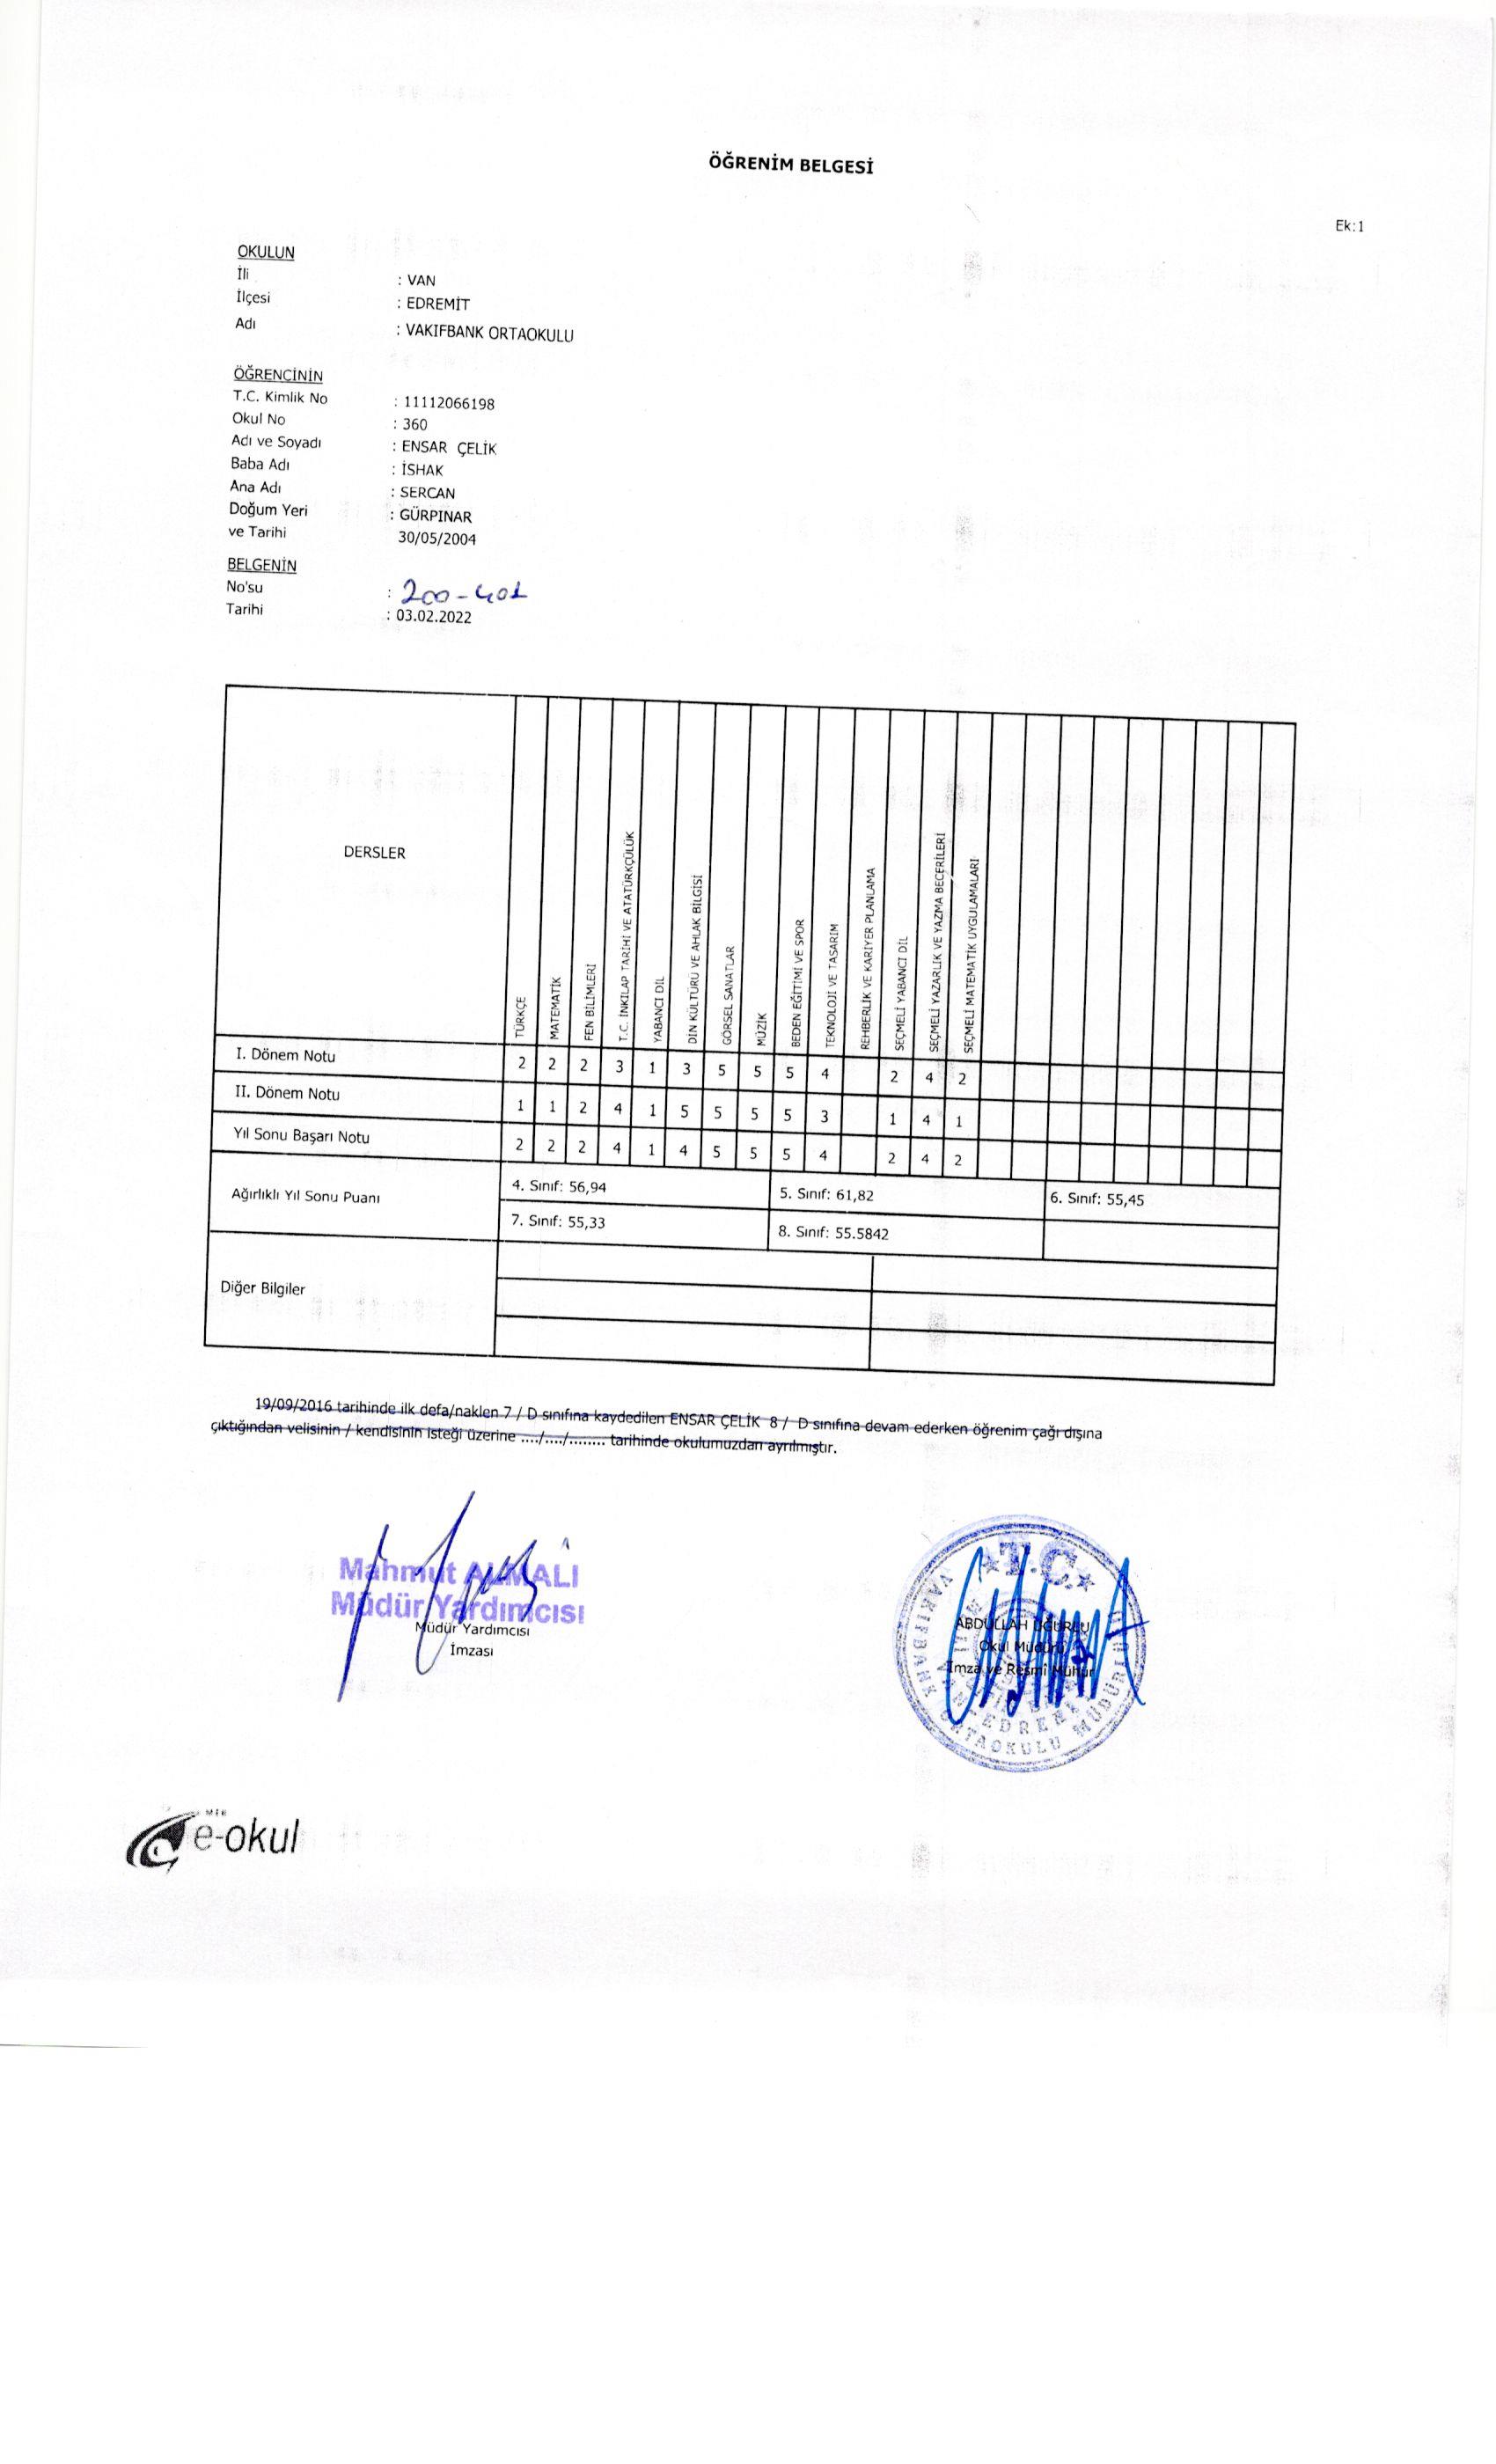 ÖĞRENİM BELGESİ
Ek:1
OKULUN
İli : VAN
İlçesi : EDREMİT
Adı : VAKIFBANK ORTAOKULU
ÖĞRENCİNİN
T.C. Kimlik No : 11112066198
Okul No : 360
Adı ve Soyadı : ENSAR ÇELİK
Baba Adı : İSHAK
Ana Adı : SERCAN
Doğum Yeri : GÜRPINAR
ve Tarihi 30/05/2004
BELGENİN
No'su : 200-401
Tarihi : 03.02.2022
DERSLER
TÜRKÇE
MATEMATİK
FEN BİLİMLERİ
T.C. İNKILAP TARİHİ VE ATATÜRKÇÜLÜK
YABANCI DİL
DİN KÜLTÜRÜ VE AHLAK BİLGİSİ
GÖRSEL SANATLAR
MÜZİK
BEDEN EĞİTİMİ VE SPOR
TEKNOLOJİ VE TASARIM
REHBERLİK VE KARİYER PLANLAMA
SEÇMELİ YABANCI DİL
SEÇMELİ YAZARLIK VE YAZMA BECERİLERİ
SEÇMELİ MATEMATİK UYGULAMALARI
I. Dönem Notu 2 2 2 3 1 3 5 5 5 4 2 4 2
II. Dönem Notu 1 1 2 4 1 5 5 5 5 3 1 4 1
Yıl Sonu Başarı Notu 2 2 2 4 1 4 5 5 5 4 2 4 2
Ağırlıklı Yıl Sonu Puanı
4. Sınıf: 56,94 5. Sınıf: 61,82 6. Sınıf: 55,45
7. Sınıf: 55,33 8. Sınıf: 55.5842
Diğer Bilgiler
19/09/2016 tarihinde ilk defa/naklen 7 / D sınıfına kaydedilen ENSAR ÇELİK 8 / D sınıfına devam ederken öğrenim çağı dışına
çıktığından velisinin / kendisinin isteği üzerine ..../..../........ tarihinde okulumuzdan ayrılmıştır.
Mahmut ALMALI
Müdür Yardımcısı
Müdür Yardımcısı
İmzası
T.C.
VAKIFBANK ORTAOKULU MÜDÜRLÜĞÜ
EDREMİT
ABDULLAH UĞURLU
Okul Müdürü
İmza ve Resmi Mühür
MEB
e-okul